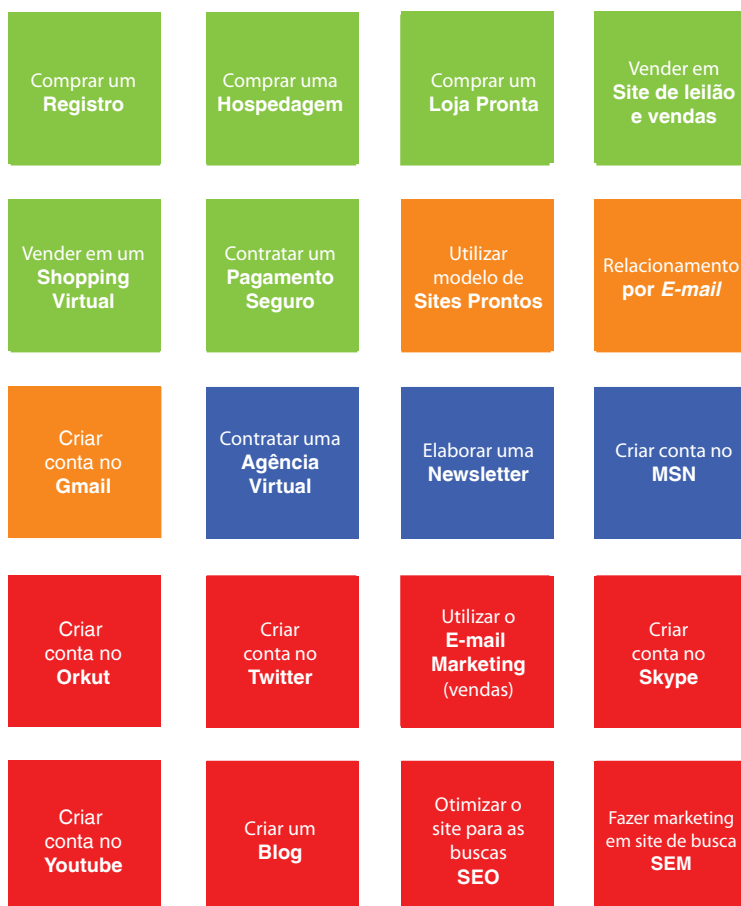 Comprar um
Registro
Comprar uma
Hospedagem
Comprar um
Loja Pronta
Vender em
Site de leilão
e vendas
Vender em um
Shopping
Virtual
Contratar um
Pagamento
Seguro
Utilizar
modelo de
Sites Prontos
Relacionamento
por E-mail
Criar
conta no
Gmail
Contratar uma
Agência
Virtual
Elaborar uma
Newsletter
Criar conta no
MSN
Criar
conta no
Orkut
Criar
conta no
Twitter
Utilizar o
E-mail
Marketing
(vendas)
Criar
conta no
Skype
Criar
conta no
Youtube
Criar um
Blog
Otimizar o
site para as
buscas
SEO
Fazer marketing
em site de busca
SEM